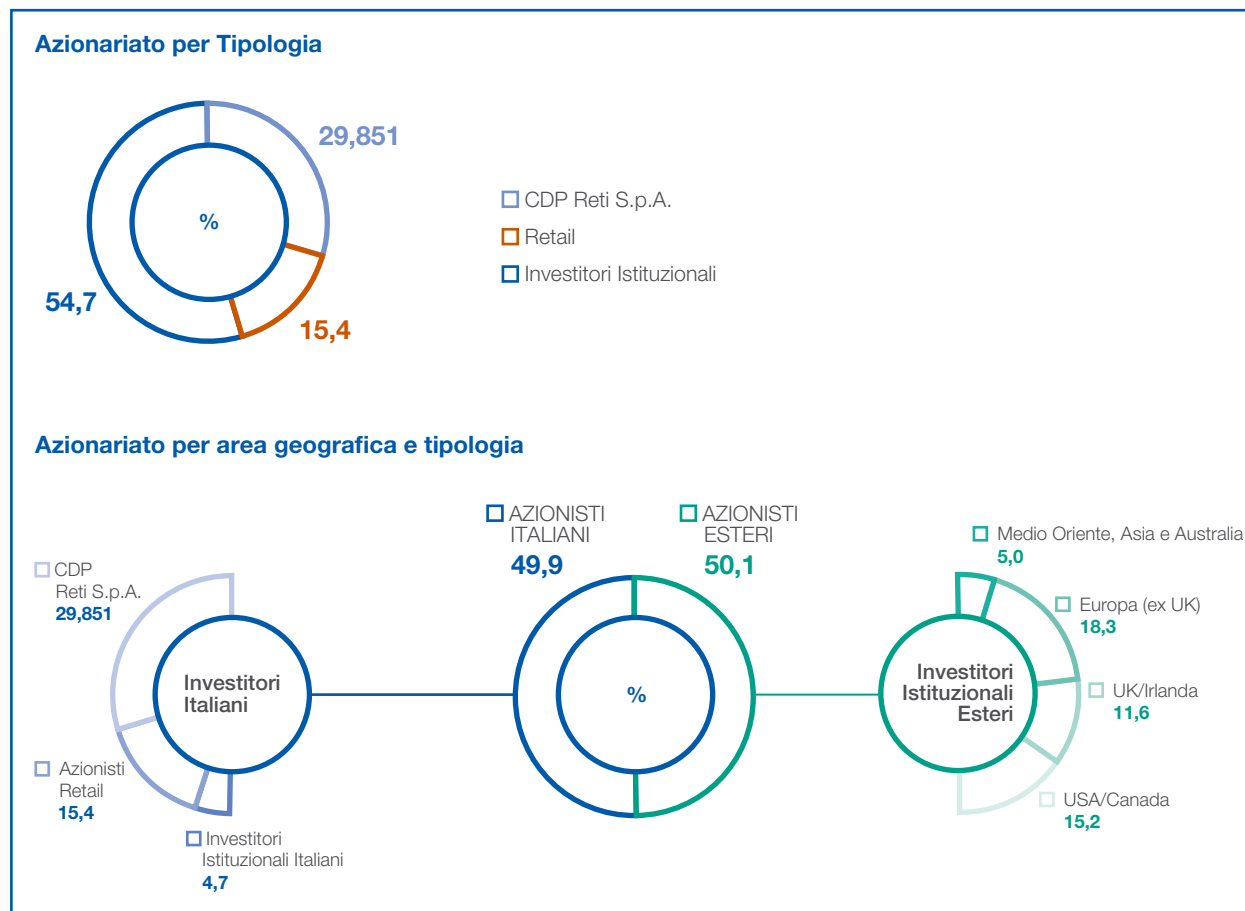 Azionariato per Tipologia
29,851
%
54,7
15,4
CDP Reti S.p.A.
Retail
Investitori Istituzionali
Azionariato per area geografica e tipologia
CDP
Reti S.p.A.
29,851
Azionisti
Retail
15,4
Investitori
Istituzionali Italiani
4,7
Investitori
Italiani
AZIONISTI
ITALIANI
49,9
AZIONISTI
ESTERI
50,1
%
Investitori
Istituzionali
Esteri
Medio Oriente, Asia e Australia
5,0
Europa (ex UK)
18,3
UK/Irlanda
11,6
USA/Canada
15,2